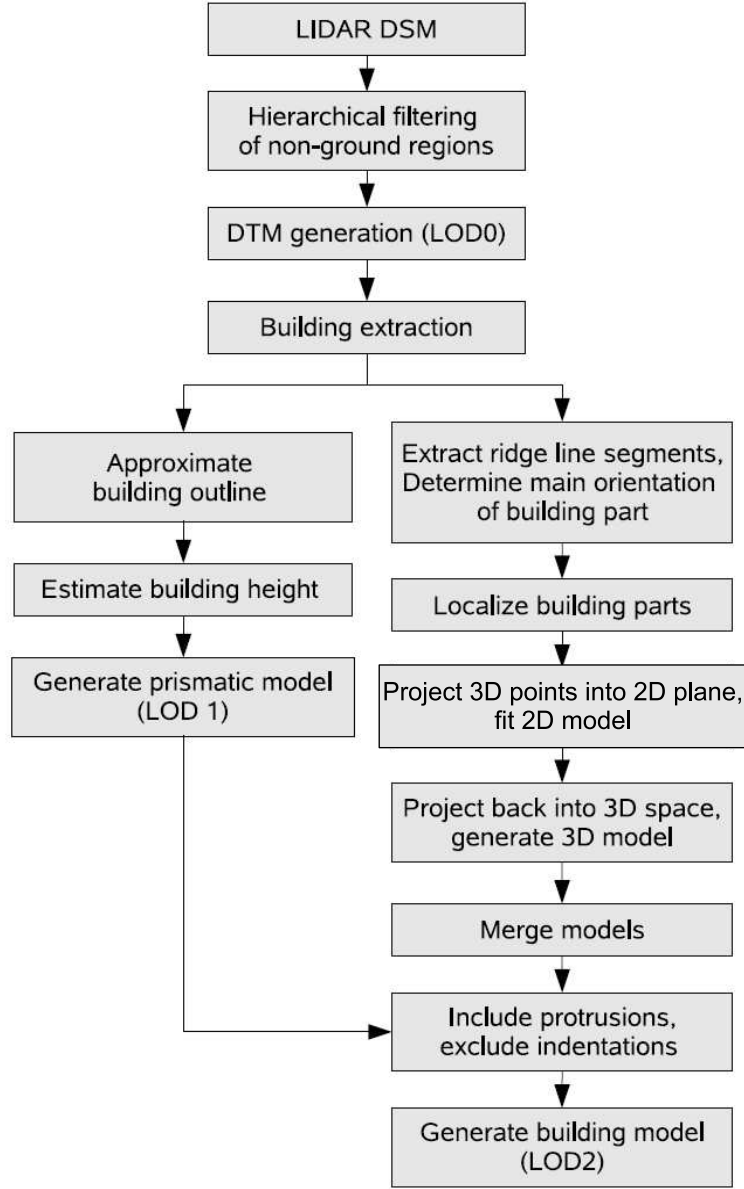 LIDAR DSM
Hierarchical filtering
of non-ground regions
DTM generation (LOD0)
Building extraction
Approximate
building outline
Estimate building height
Generate prismatic model
(LOD 1)
Extract ridge line segments,
Determine main orientation
of building part
Localize building parts
Project 3D points into 2D plane,
fit 2D model
Project back into 3D space,
generate 3D model
Merge models
Include protrusions,
exclude indentations
Generate building model
(LOD2)